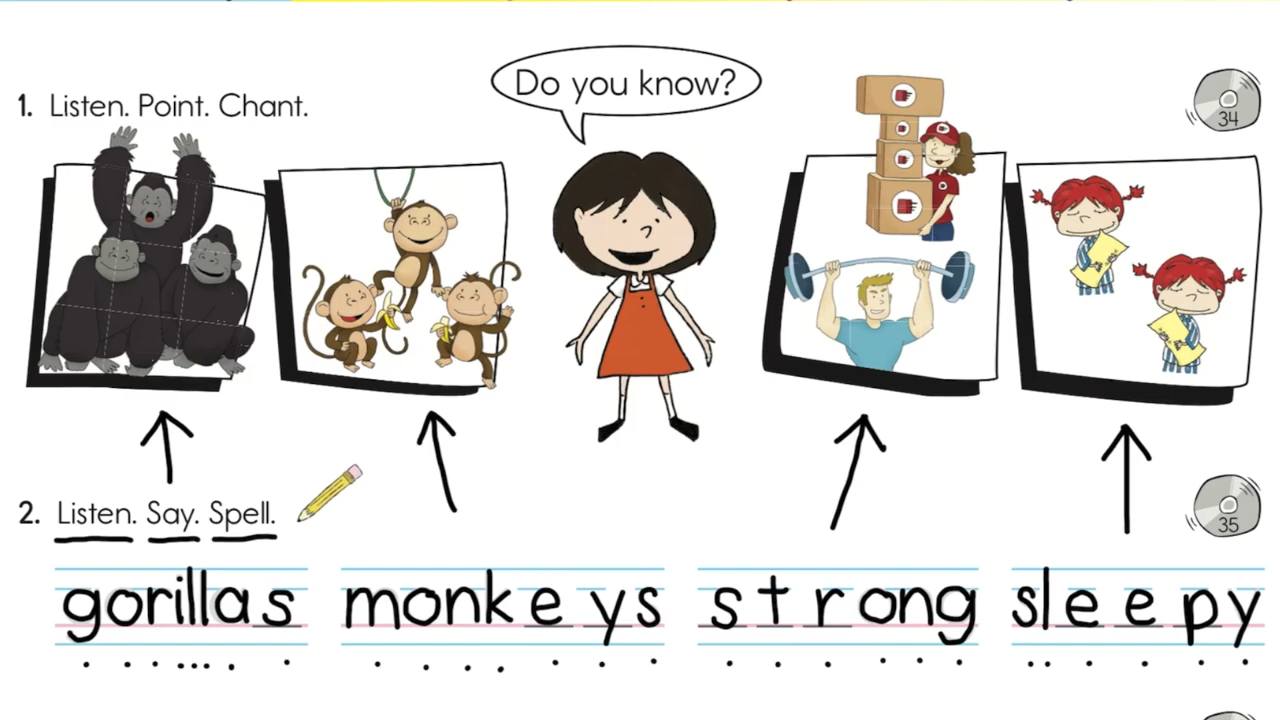 Do you know?
1. Listen. Point. Chant.
34
2. Listen. Say. Spell.
35
gorillas monkeys strong sleepy